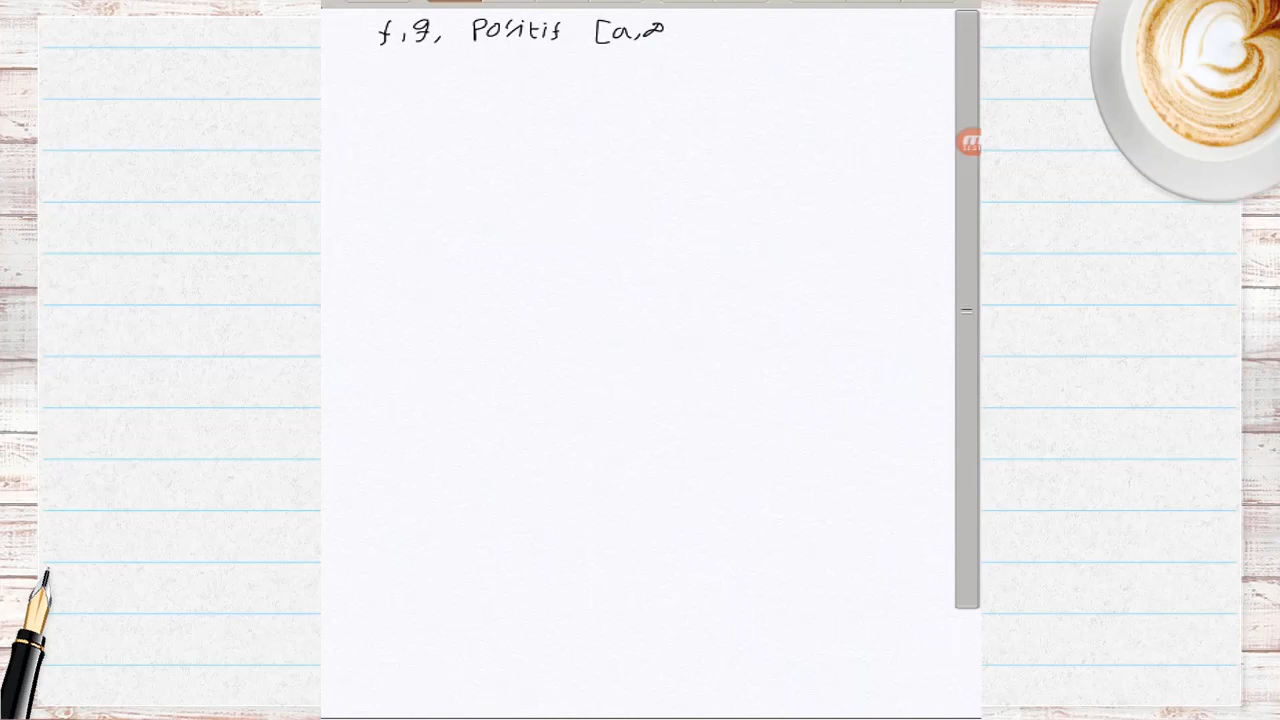 f, g, Positif [a, ∞